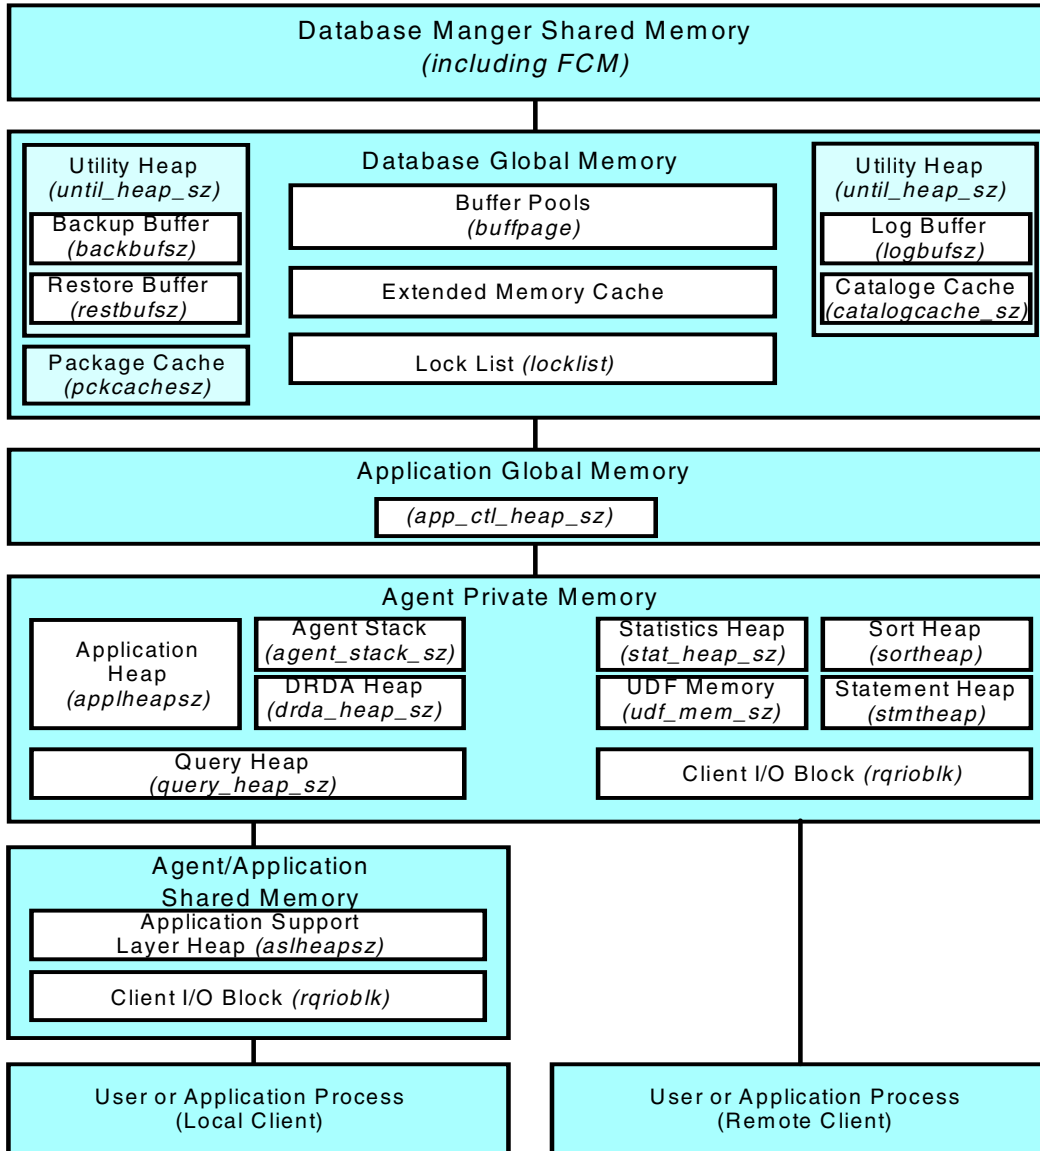 Database Manger Shared Memory
(including FCM)
Database Global Memory
Utility Heap
(until_heap_sz)
Backup Buffer
(backbufsz)
Restore Buffer
(restbufsz)
Package Cache
(pckcachesz)
Buffer Pools
(buffpage)
Extended Memory Cache
Lock List (locklist)
Utility Heap
(until_heap_sz)
Log Buffer
(logbufsz)
Cataloge Cache
(catalogcache_sz)
Application Global Memory
(app_ctl_heap_sz)
Agent Private Memory
Application
Heap
(applheapsz)
Agent Stack
(agent_stack_sz)
DRDA Heap
(drda_heap_sz)
Statistics Heap
(stat_heap_sz)
UDF Memory
(udf_mem_sz)
Sort Heap
(sortheap)
Statement Heap
(stmtheap)
Query Heap
(query_heap_sz)
Client I/O Block (rqrioblk)
Agent/Application
Shared Memory
Application Support
Layer Heap (aslheapsz)
Client I/O Block (rqrioblk)
User or Application Process
(Local Client)
User or Application Process
(Remote Client)